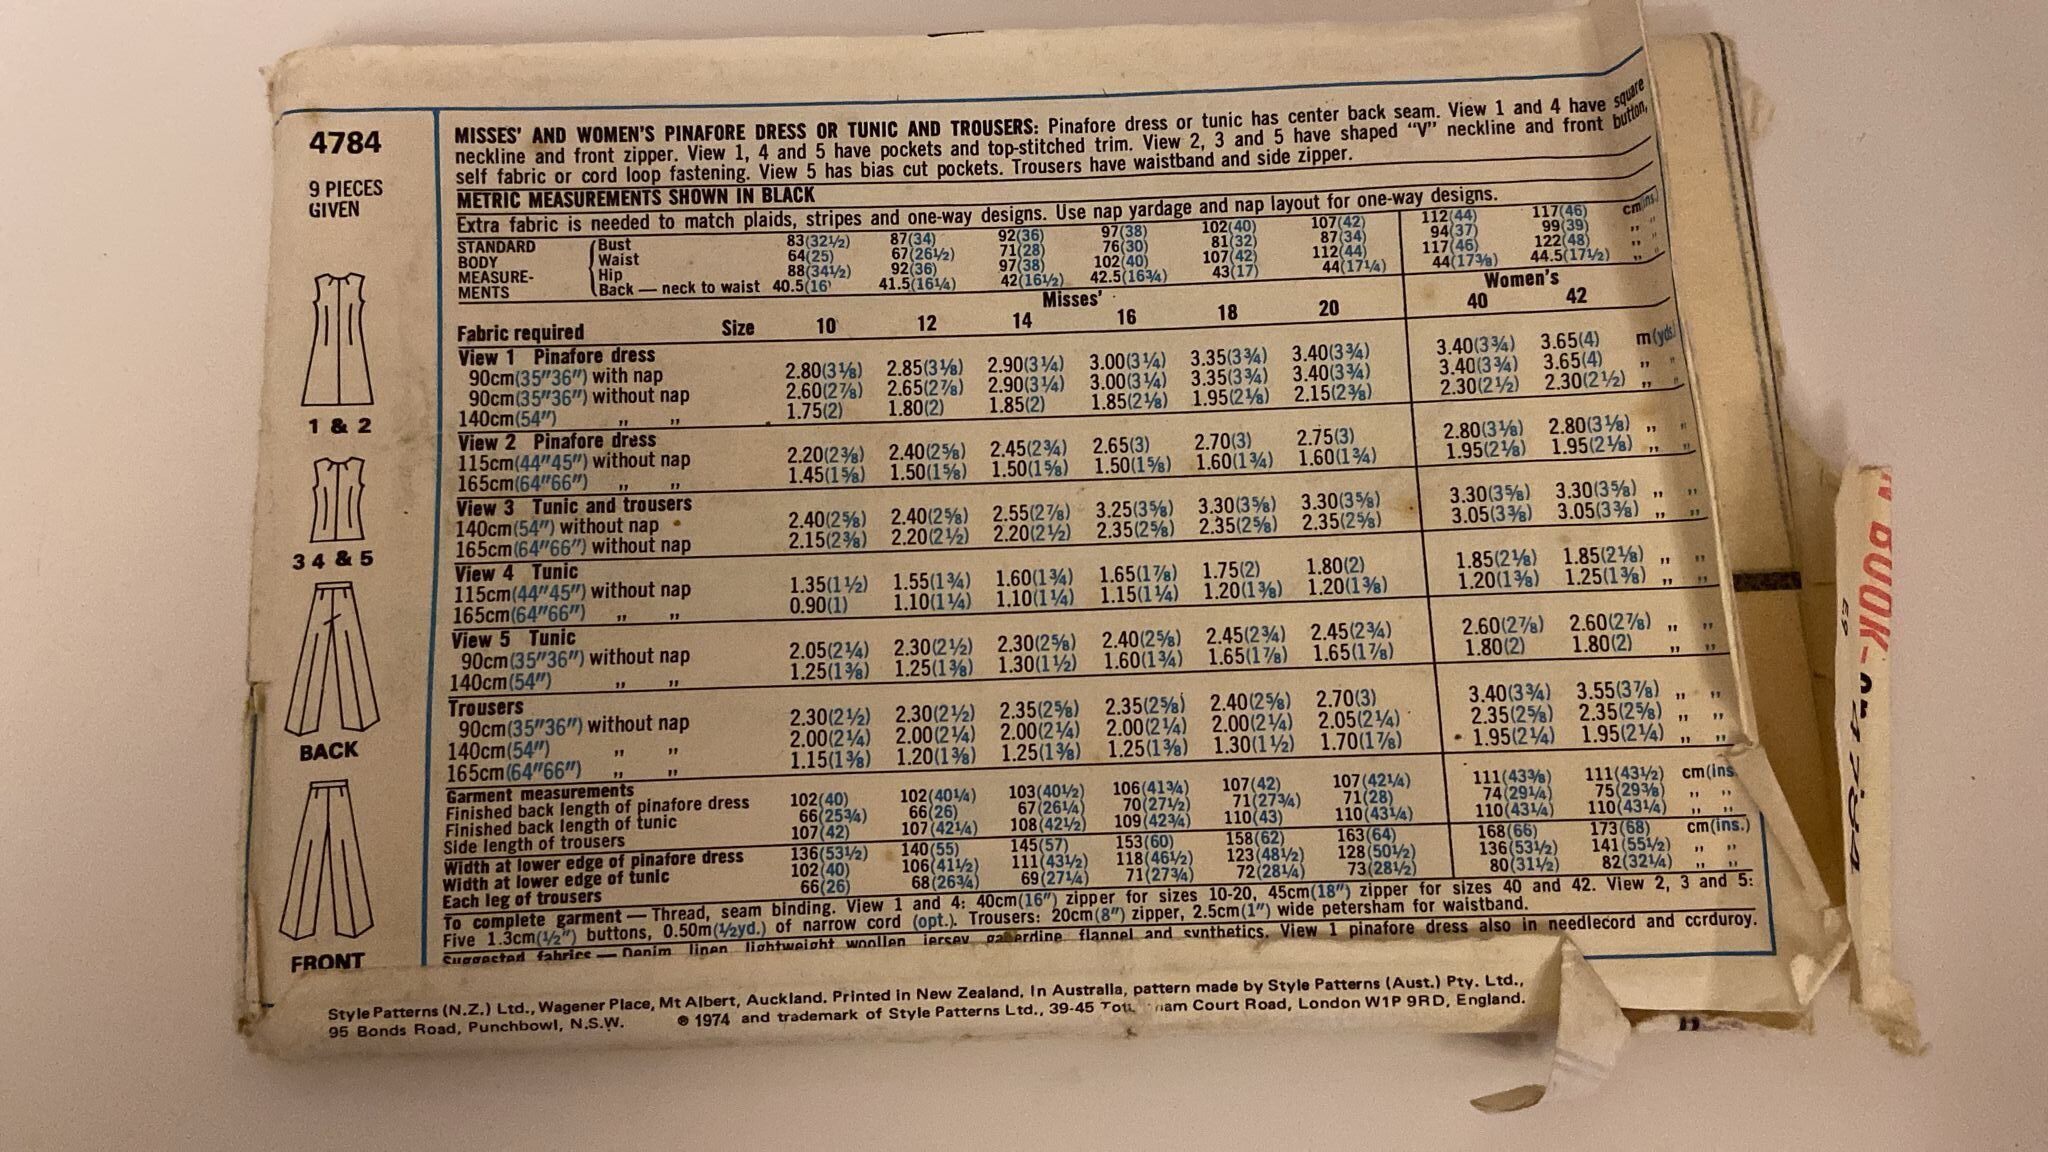 4784
9 PIECES
GIVEN
1 & 2
3 4 & 5
BACK
FRONT
MISSES' AND WOMEN'S PINAFORE DRESS OR TUNIC AND TROUSERS: Pinafore dress or tunic has center back seam. View 1 and 4 have square
neckline and front zipper. View 1, 4 and 5 have pockets and top-stitched trim. View 2, 3 and 5 have shaped "V" neckline and front button,
self fabric or cord loop fastening. View 5 has bias cut pockets. Trousers have waistband and side zipper.
METRIC MEASUREMENTS SHOWN IN BLACK
Extra fabric is needed to match plaids, stripes and one-way designs. Use nap yardage and nap layout for one-way designs.
STANDARD BODY MEASURE- MENTS
Bust 83(32½) 87(34) 92(36) 97(38) 102(40) 107(42) 112(44) 117(46) cm(ins.)
Waist 64(25) 67(26½) 71(28) 76(30) 81(32) 87(34) 94(37) 99(39) ,, ,,
Hip 88(34½) 92(36) 97(38) 102(40) 107(42) 112(44) 117(46) 122(48) ,, ,,
Back — neck to waist 40.5(16) 41.5(16¼) 42(16½) 42.5(16¾) 43(17) 44(17¼) 44(17⅜) 44.5(17½) ,, ,,
Misses' Women's
Fabric required Size 10 12 14 16 18 20 40 42
View 1 Pinafore dress
90cm(35"36") with nap 2.80(3⅛) 2.85(3⅛) 2.90(3¼) 3.00(3¼) 3.35(3¾) 3.40(3¾) 3.40(3¾) 3.65(4) m(yds.)
90cm(35"36") without nap 2.60(2⅞) 2.65(2⅞) 2.90(3¼) 3.00(3¼) 3.35(3¾) 3.40(3¾) 3.40(3¾) 3.65(4) ,, ,,
140cm(54") ,, ,, 1.75(2) 1.80(2) 1.85(2) 1.85(2⅛) 1.95(2⅛) 2.15(2⅜) 2.30(2½) 2.30(2½) ,, ,,
View 2 Pinafore dress
115cm(44"45") without nap 2.20(2⅜) 2.40(2⅝) 2.45(2¾) 2.65(3) 2.70(3) 2.75(3) 2.80(3⅛) 2.80(3⅛) ,, ,,
165cm(64"66") ,, ,, 1.45(1⅝) 1.50(1⅝) 1.50(1⅝) 1.50(1⅝) 1.60(1¾) 1.60(1¾) 1.95(2⅛) 1.95(2⅛) ,, ,,
View 3 Tunic and trousers
140cm(54") without nap 2.40(2⅝) 2.40(2⅝) 2.55(2⅞) 3.25(3⅝) 3.30(3⅝) 3.30(3⅝) 3.30(3⅝) 3.30(3⅝) ,, ,,
165cm(64"66") without nap 2.15(2⅜) 2.20(2½) 2.20(2½) 2.35(2⅝) 2.35(2⅝) 2.35(2⅝) 3.05(3⅜) 3.05(3⅜) ,, ,,
View 4 Tunic
115cm(44"45") without nap 1.35(1½) 1.55(1¾) 1.60(1¾) 1.65(1⅞) 1.75(2) 1.80(2) 1.85(2⅛) 1.85(2⅛) ,, ,,
165cm(64"66") ,, ,, 0.90(1) 1.10(1¼) 1.10(1¼) 1.15(1¼) 1.20(1⅜) 1.20(1⅜) 1.20(1⅜) 1.25(1⅜) ,, ,,
View 5 Tunic
90cm(35"36") without nap 2.05(2¼) 2.30(2½) 2.30(2⅝) 2.40(2⅝) 2.45(2¾) 2.45(2¾) 2.60(2⅞) 2.60(2⅞) ,, ,,
140cm(54") ,, ,, 1.25(1⅜) 1.25(1⅜) 1.30(1½) 1.60(1¾) 1.65(1⅞) 1.65(1⅞) 1.80(2) 1.80(2) ,, ,,
Trousers
90cm(35"36") without nap 2.30(2½) 2.30(2½) 2.35(2⅝) 2.35(2⅝) 2.40(2⅝) 2.70(3) 3.40(3¾) 3.55(3⅞) ,, ,,
140cm(54") ,, ,, 2.00(2¼) 2.00(2¼) 2.00(2¼) 2.00(2¼) 2.00(2¼) 2.05(2¼) 2.35(2⅝) 2.35(2⅝) ,, ,,
165cm(64"66") ,, ,, 1.15(1⅜) 1.20(1⅜) 1.25(1⅜) 1.25(1⅜) 1.30(1½) 1.70(1⅞) 1.95(2¼) 1.95(2¼) ,, ,,
Garment measurements
Finished back length of pinafore dress 102(40) 102(40¼) 103(40½) 106(41¾) 107(42) 107(42¼) 111(43⅜) 111(43½) cm(ins
Finished back length of tunic 66(25¾) 66(26) 67(26¼) 70(27½) 71(27¾) 71(28) 74(29¼) 75(29⅜) ,, ,,
Side length of trousers 107(42) 107(42¼) 108(42½) 109(42¾) 110(43) 110(43¼) 110(43¼) 110(43¼) ,, ,,
Width at lower edge of pinafore dress 136(53½) 140(55) 145(57) 153(60) 158(62) 163(64) 168(66) 173(68) cm(ins.)
Width at lower edge of tunic 102(40) 106(41½) 111(43½) 118(46½) 123(48½) 128(50½) 136(53½) 141(55½) ,, ,,
Each leg of trousers 66(26) 68(26¾) 69(27¼) 71(27¾) 72(28¼) 73(28½) 80(31½) 82(32¼) ,, ,,
To complete garment — Thread, seam binding. View 1 and 4: 40cm(16") zipper for sizes 10-20, 45cm(18") zipper for sizes 40 and 42. View 2, 3 and 5:
Five 1.3cm(½") buttons, 0.50m(½yd.) of narrow cord (opt.). Trousers: 20cm(8") zipper, 2.5cm(1") wide petersham for waistband.
Suggested fabrics — Denim, linen, lightweight woollen, jersey, gaberdine, flannel and synthetics. View 1 pinafore dress also in needlecord and corduroy.
Style Patterns (N.Z.) Ltd., Wagener Place, Mt Albert, Auckland. Printed in New Zealand. In Australia, pattern made by Style Patterns (Aust.) Pty. Ltd.,
95 Bonds Road, Punchbowl, N.S.W. ® 1974 and trademark of Style Patterns Ltd., 39-45 Court Road, London W1P 9RD, England.
4784